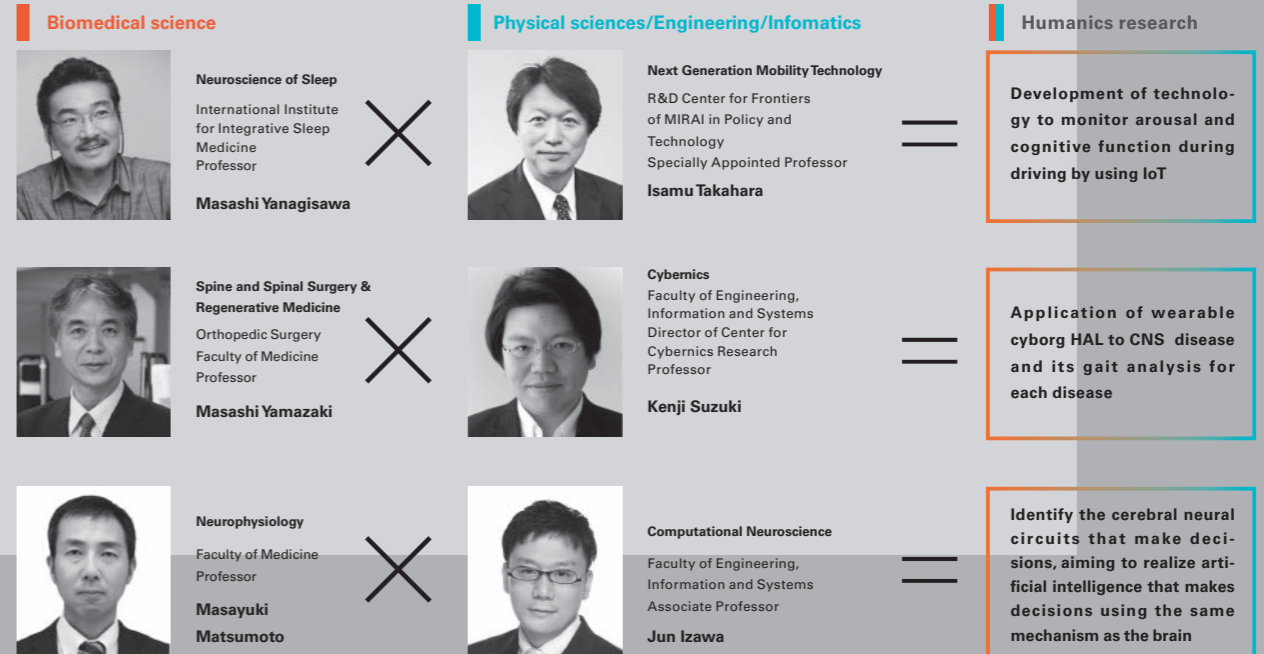 Biomedical science
Physical sciences/Engineering/Infomatics
Humanics research
Neuroscience of Sleep
International Institute
for Integrative Sleep
Medicine
Professor
Masashi Yanagisawa
Next Generation Mobility Technology
R&D Center for Frontiers
of MIRAI in Policy and
Technology
Specially Appointed Professor
Isamu Takahara
Development of technolo-
gy to monitor arousal and
cognitive function during
driving by using IoT
Spine and Spinal Surgery &
Regenerative Medicine
Orthopedic Surgery
Faculty of Medicine
Professor
Masashi Yamazaki
Cybernics
Faculty of Engineering,
Information and Systems
Director of Center for
Cybernics Research
Professor
Kenji Suzuki
Application of wearable
cyborg HAL to CNS disease
and its gait analysis for
each disease
Neurophysiology
Faculty of Medicine
Professor
Masayuki
Matsumoto
Computational Neuroscience
Faculty of Engineering,
Information and Systems
Associate Professor
Jun Izawa
Identify the cerebral neural
circuits that make deci-
sions, aiming to realize arti-
ficial intelligence that makes
decisions using the same
mechanism as the brain